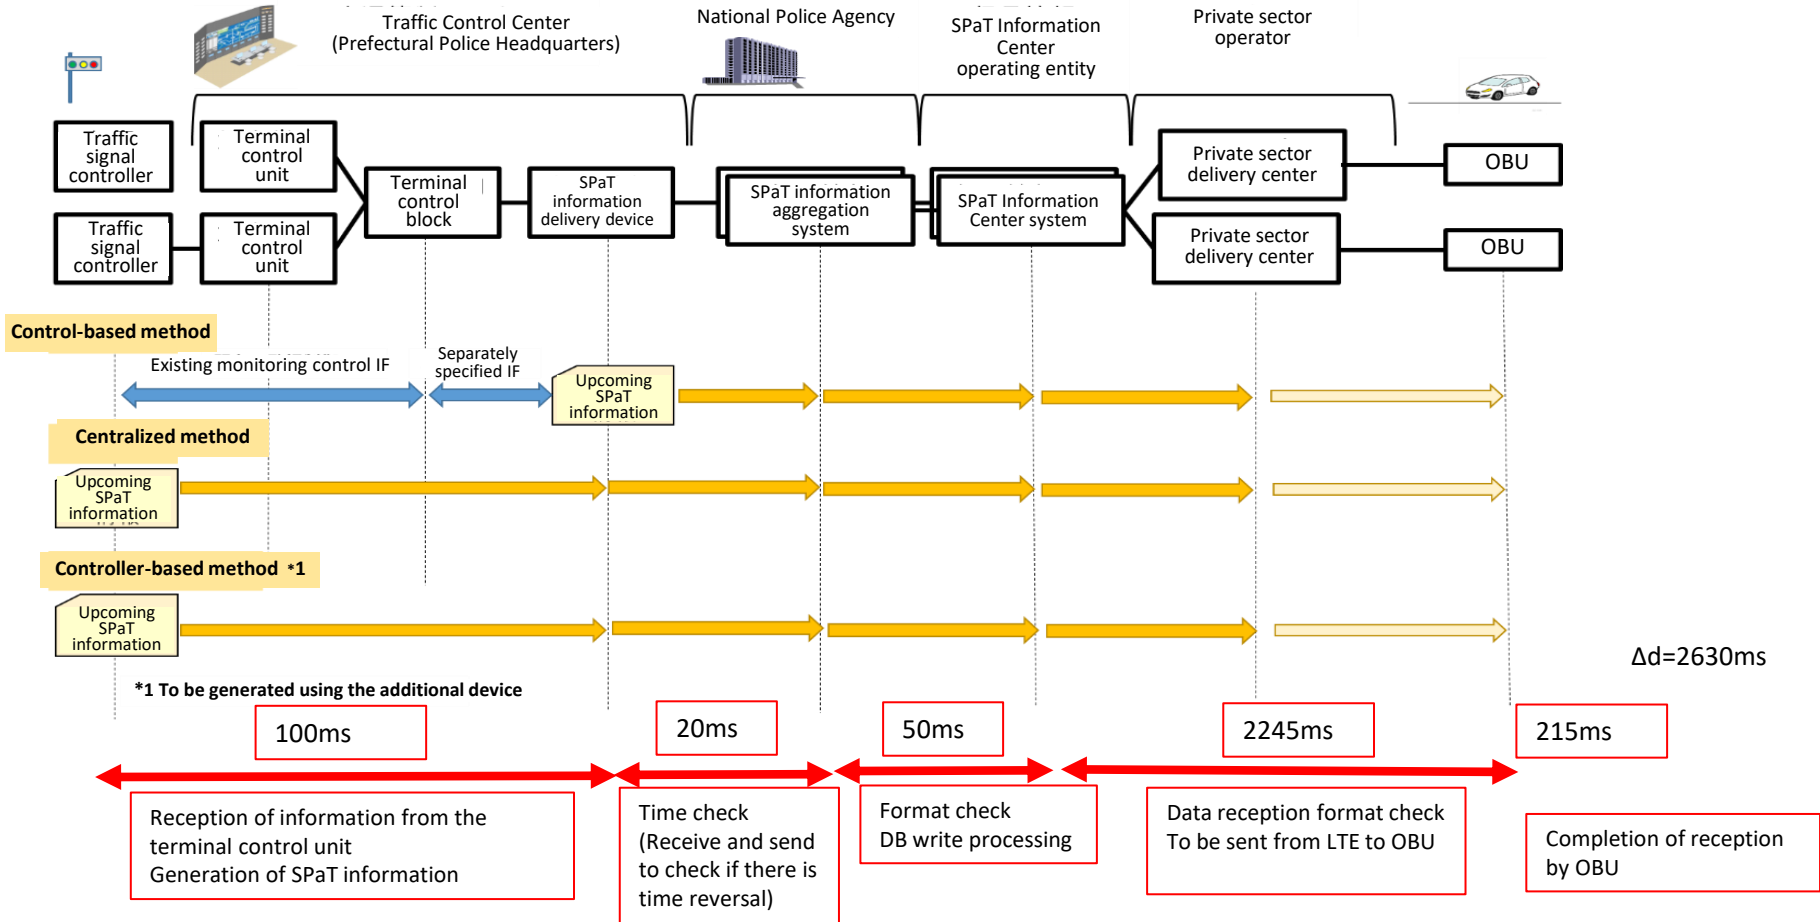 Traffic Control Center
(Prefectural Police Headquarters)
National Police Agency
SPaT Information
Center
operating entity
Private sector
operator
Traffic
signal
controller
Terminal
control
unit
Traffic
signal
controller
Terminal
control
unit
Terminal
control
block
SPaT
information
delivery device
SPaT information
aggregation
system
SPaT Information
Center system
Private sector
delivery center
Private sector
delivery center
OBU
OBU
Control-based method
Existing monitoring control IF
Separately
specified IF
Upcoming
SPaT
information
Centralized method
Upcoming
SPaT
information
Controller-based method *1
Upcoming
SPaT
information
*1 To be generated using the additional device
Δd=2630ms
100ms
20ms
50ms
2245ms
215ms
Reception of information from the
terminal control unit
Generation of SPaT information
Time check
(Receive and send
to check if there is
time reversal)
Format check
DB write processing
Data reception format check
To be sent from LTE to OBU
Completion of reception
by OBU